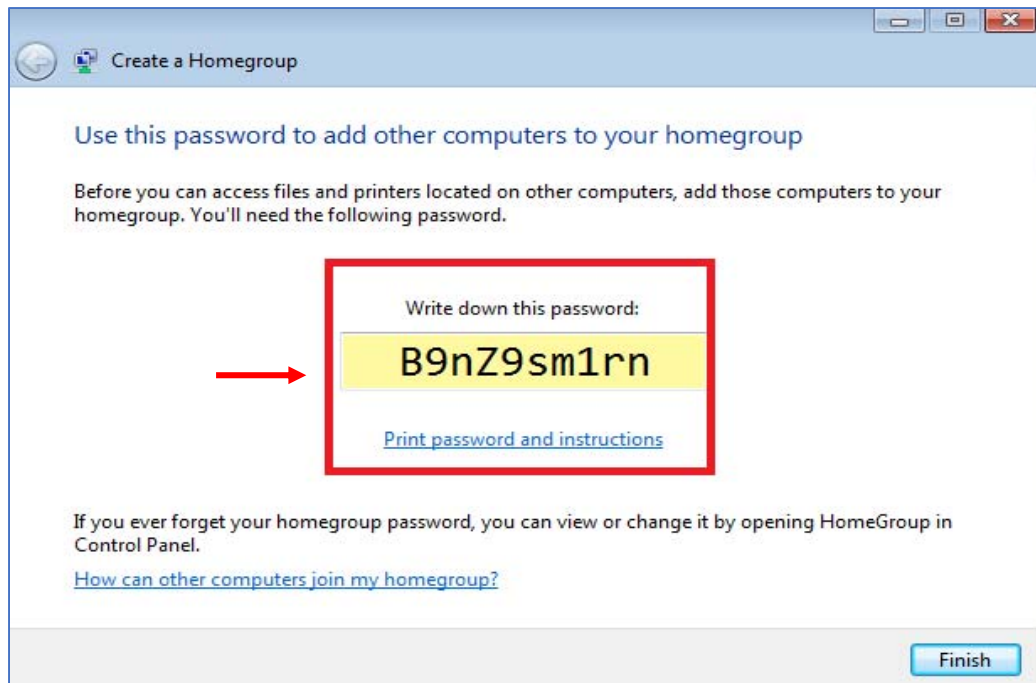 Create a Homegroup
Use this password to add other computers to your homegroup
Before you can access files and printers located on other computers, add those computers to your
homegroup. You'll need the following password.
Write down this password:
B9nZ9sm1rn
Print password and instructions
If you ever forget your homegroup password, you can view or change it by opening HomeGroup in
Control Panel.
How can other computers join my homegroup?
Finish